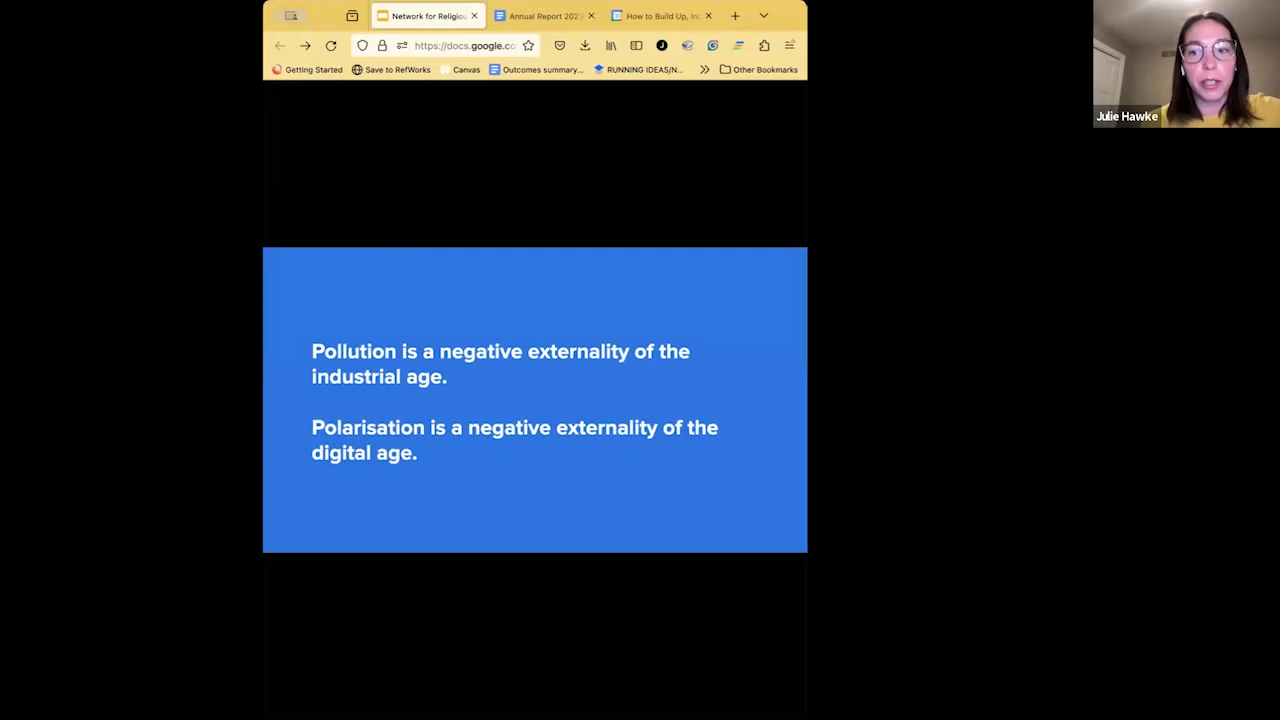 Network for Religiou
Annual Report 2023
How to Build Up, Inc
https://docs.google.co
Getting Started
Save to RefWorks
Canvas
Outcomes summary...
RUNNING IDEAS/N...
Other Bookmarks
Julie Hawke
Pollution is a negative externality of the
industrial age.
Polarisation is a negative externality of the
digital age.